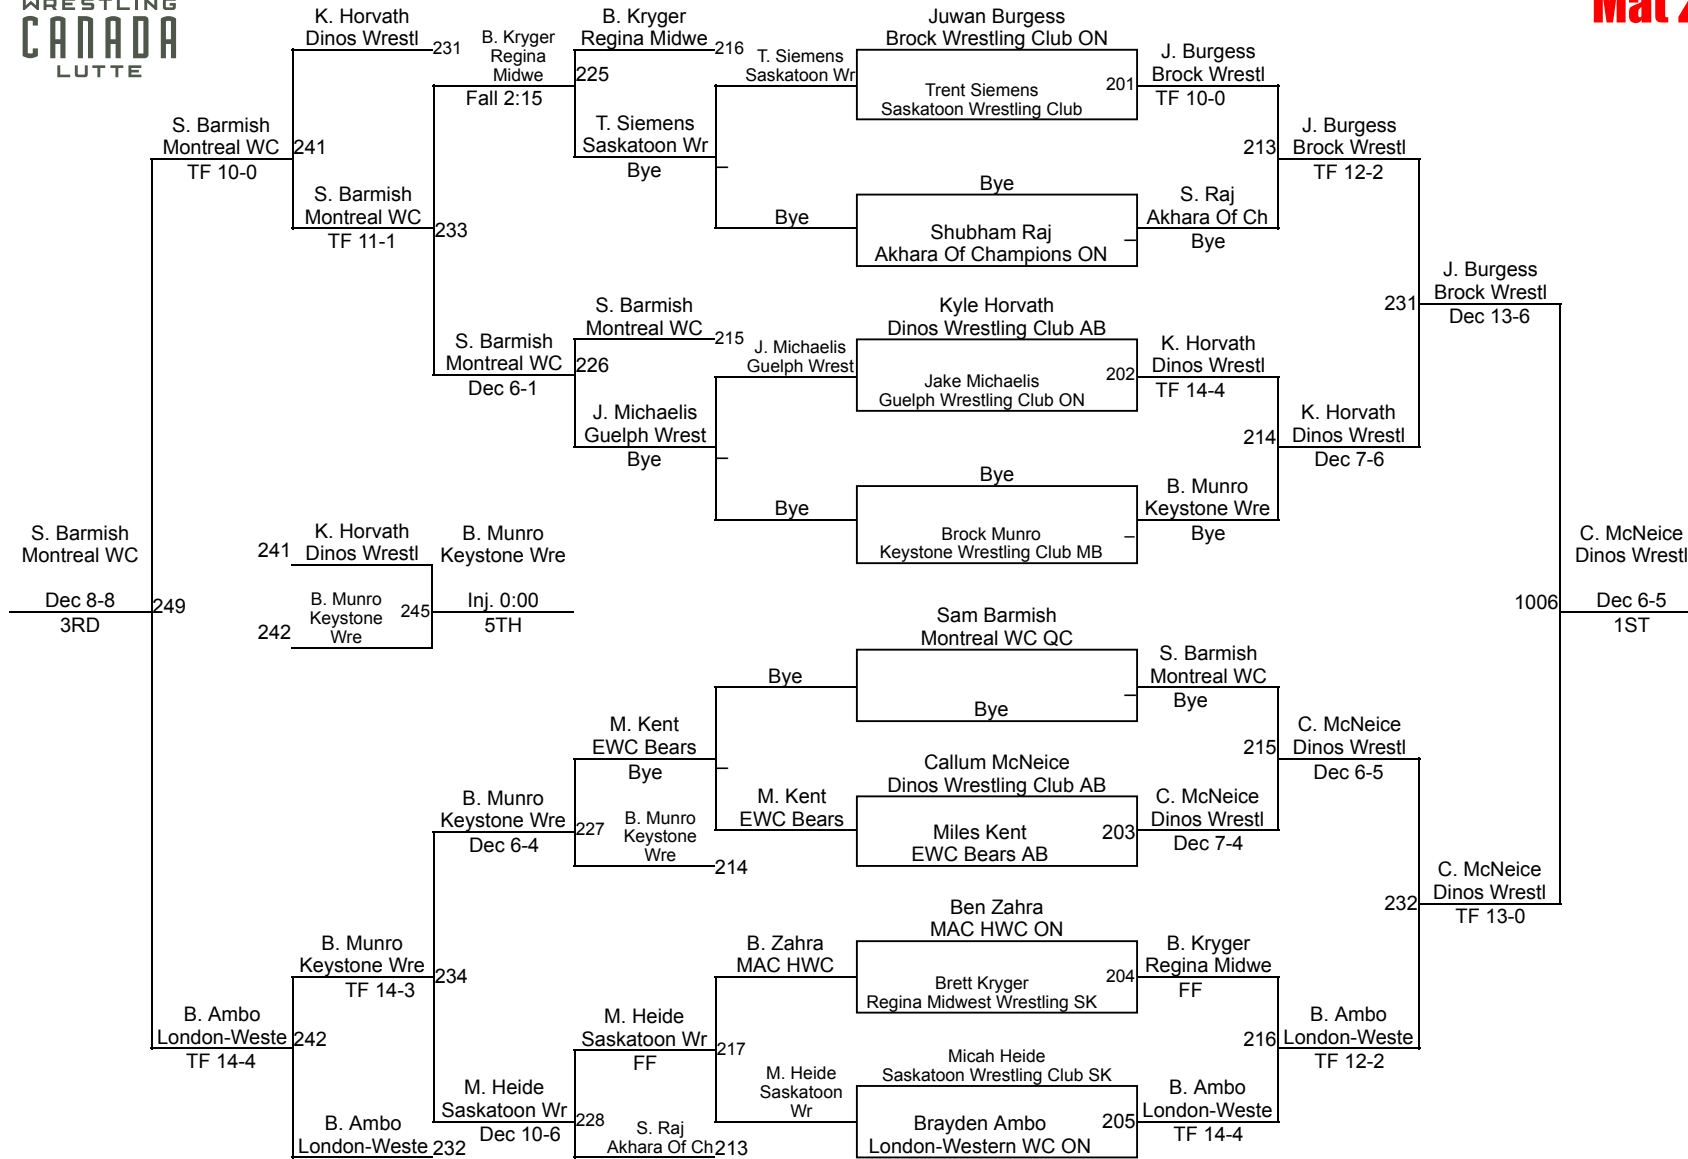 WRESTLING
CANADA
LUTTE
Mat 2
K. Horvath
Dinos Wrestl
231
S. Barmish
Montreal WC
TF 10-0
241
S. Barmish
Montreal WC
TF 11-1
B. Kryger
Regina
Midwe
Fall 2:15
233
S. Barmish
Montreal WC
Dec 6-1
B. Kryger
Regina Midwe
216
225
T. Siemens
Saskatoon Wr
Bye
T. Siemens
Saskatoon Wr
–
Bye
S. Barmish
Montreal WC
215
226
J. Michaelis
Guelph Wrest
Bye
J. Michaelis
Guelph Wrest
–
Bye
Juwan Burgess
Brock Wrestling Club ON
Trent Siemens
Saskatoon Wrestling Club
201
J. Burgess
Brock Wrestl
TF 10-0
Bye
Shubham Raj
Akhara Of Champions ON
–
S. Raj
Akhara Of Ch
Bye
213
J. Burgess
Brock Wrestl
TF 12-2
Kyle Horvath
Dinos Wrestling Club AB
Jake Michaelis
Guelph Wrestling Club ON
202
K. Horvath
Dinos Wrestl
TF 14-4
Bye
Brock Munro
Keystone Wrestling Club MB
–
B. Munro
Keystone Wre
Bye
214
K. Horvath
Dinos Wrestl
Dec 7-6
231
J. Burgess
Brock Wrestl
Dec 13-6
S. Barmish
Montreal WC
Dec 8-8
3RD
249
241
K. Horvath
Dinos Wrestl
242
B. Munro
Keystone
Wre
245
B. Munro
Keystone Wre
Inj. 0:00
5TH
1006
C. McNeice
Dinos Wrestl
Dec 6-5
1ST
Bye
M. Kent
EWC Bears
Bye
–
M. Kent
EWC Bears
B. Munro
Keystone Wre
Dec 6-4
227
B. Munro
Keystone
Wre
214
Sam Barmish
Montreal WC QC
Bye
–
S. Barmish
Montreal WC
Bye
Callum McNeice
Dinos Wrestling Club AB
Miles Kent
EWC Bears AB
203
C. McNeice
Dinos Wrestl
Dec 7-4
215
C. McNeice
Dinos Wrestl
Dec 6-5
232
C. McNeice
Dinos Wrestl
TF 13-0
B. Munro
Keystone Wre
TF 14-3
234
B. Ambo
London-Weste
TF 14-4
242
B. Ambo
London-Weste
232
M. Heide
Saskatoon Wr
Dec 10-6
M. Heide
Saskatoon Wr
FF
228
S. Raj
Akhara Of Ch
213
B. Zahra
MAC HWC
217
M. Heide
Saskatoon
Wr
Ben Zahra
MAC HWC ON
Brett Kryger
Regina Midwest Wrestling SK
204
B. Kryger
Regina Midwe
FF
Micah Heide
Saskatoon Wrestling Club SK
Brayden Ambo
London-Western WC ON
205
B. Ambo
London-Weste
TF 14-4
216
B. Ambo
London-Weste
TF 12-2